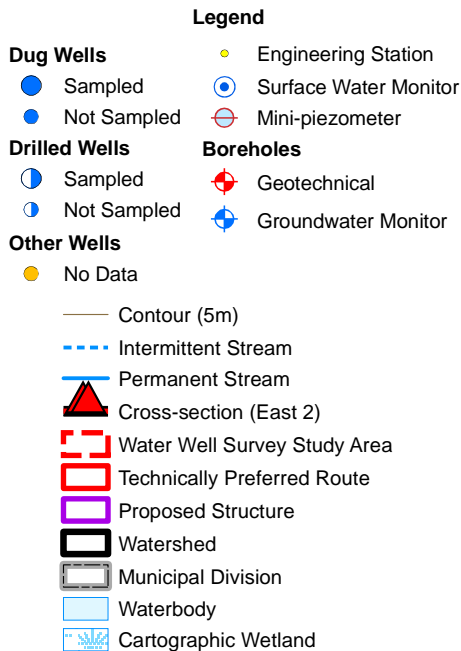 Legend
Dug Wells
Sampled
Not Sampled
Drilled Wells
Sampled
Not Sampled
Other Wells
No Data
Engineering Station
Surface Water Monitor
Mini-piezometer
Boreholes
Geotechnical
Groundwater Monitor
Contour (5m)
Intermittent Stream
Permanent Stream
Cross-section (East 2)
Water Well Survey Study Area
Technically Preferred Route
Proposed Structure
Watershed
Municipal Division
Waterbody
Cartographic Wetland